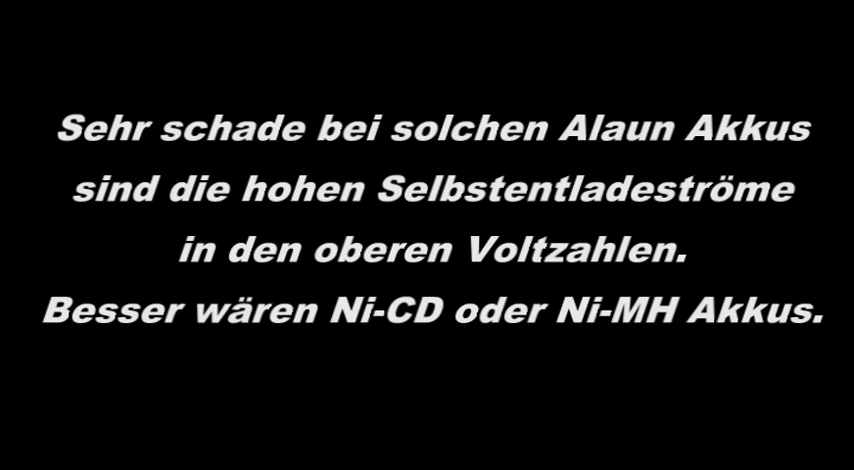 Sehr schade bei solchen Alaun Akkus
sind die hohen Selbstentladeströme
in den oberen Voltzahlen.
Besser wären Ni-CD oder Ni-MH Akkus.